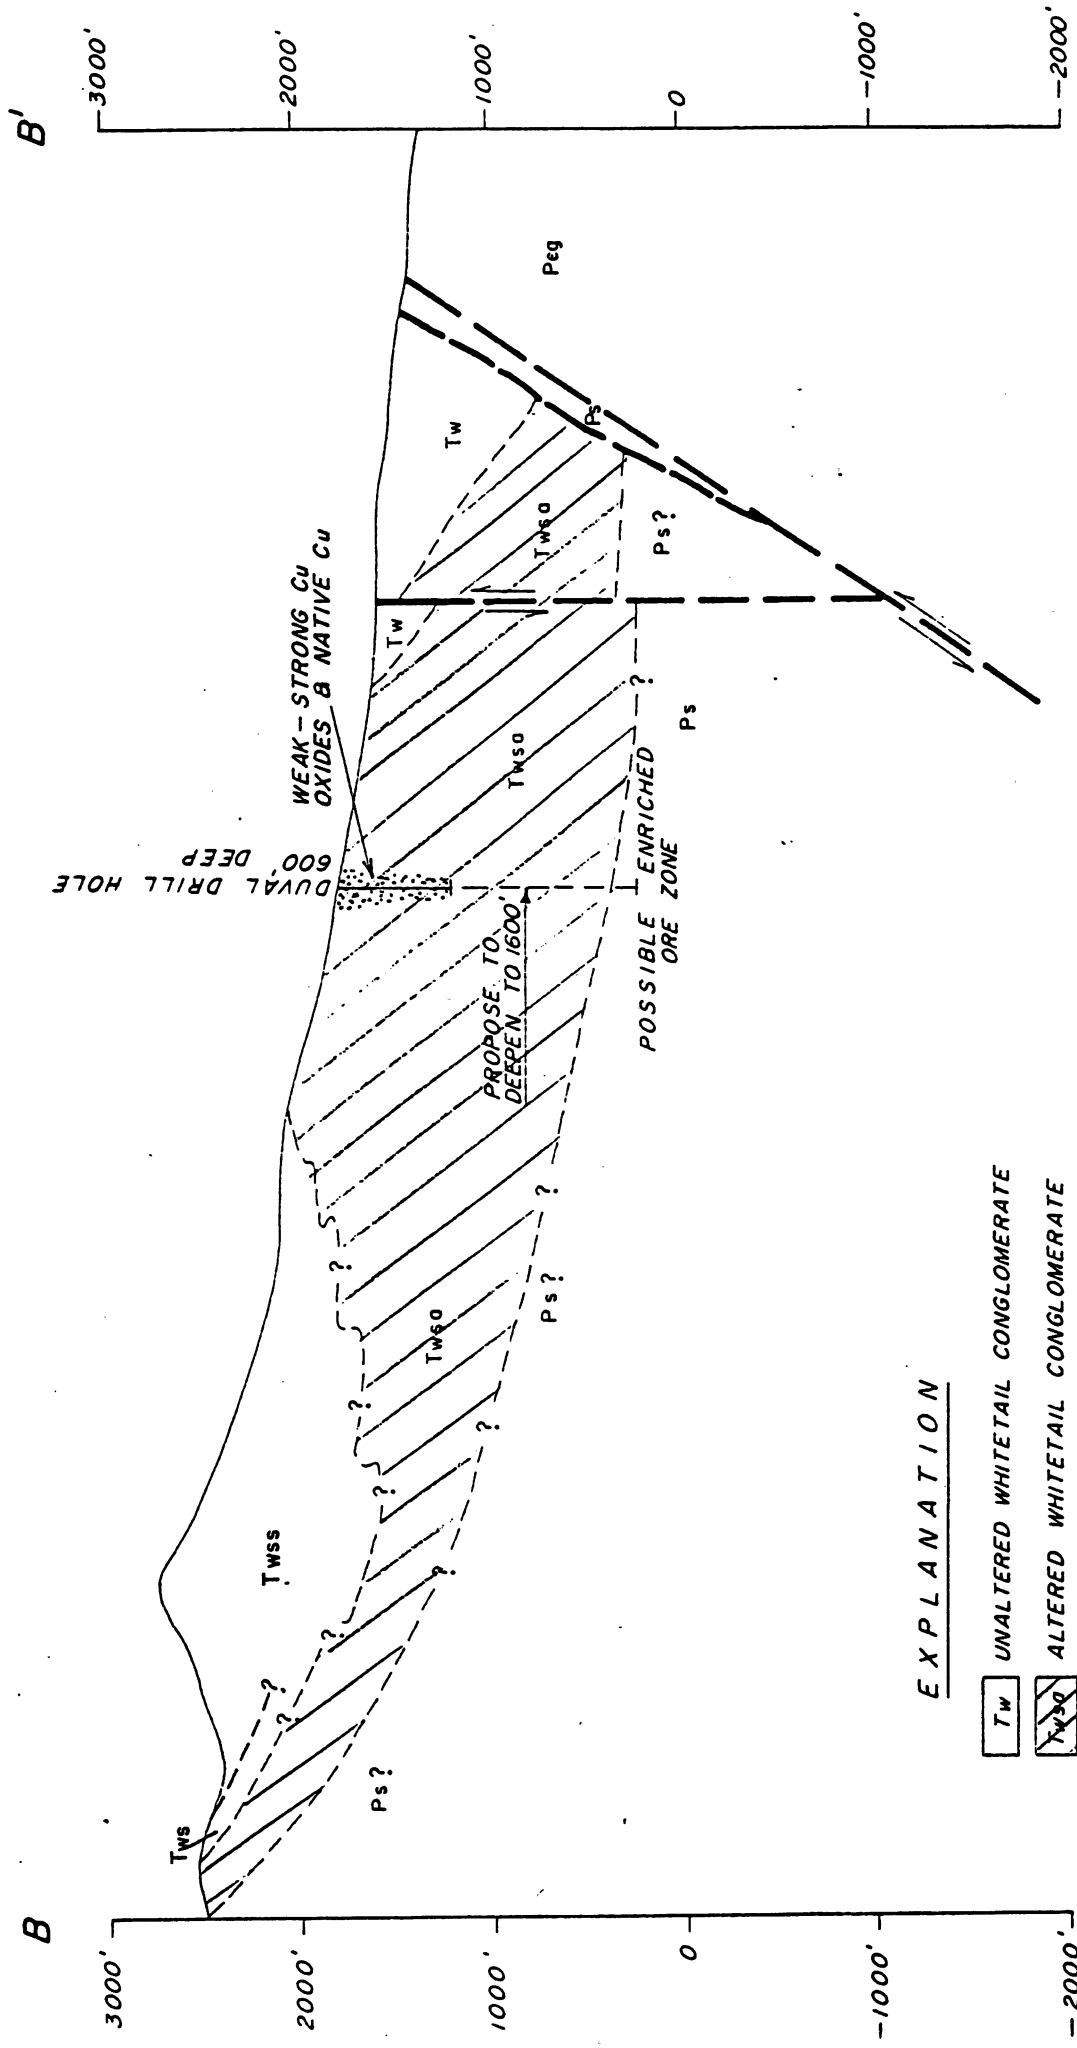 B
B'
3000'
2000'
1000'
0
-1000'
-2000'
3000'
2000'
1000'
0
-1000'
-2000'
DUVAL DRILL HOLE
600' DEEP
WEAK - STRONG Cu
OXIDES & NATIVE Cu
Tws
Twss
Tw
Tw
Twsa
Twsa
Twsa
Ps?
Ps?
Ps
Ps?
Ps
P€g
?
?
?
?
?
?
?
?
?
?
PROPOSE TO
DEEPEN TO 1600'
POSSIBLE ENRICHED
ORE ZONE
EXPLANATION
Tw UNALTERED WHITETAIL CONGLOMERATE
Twsa ALTERED WHITETAIL CONGLOMERATE